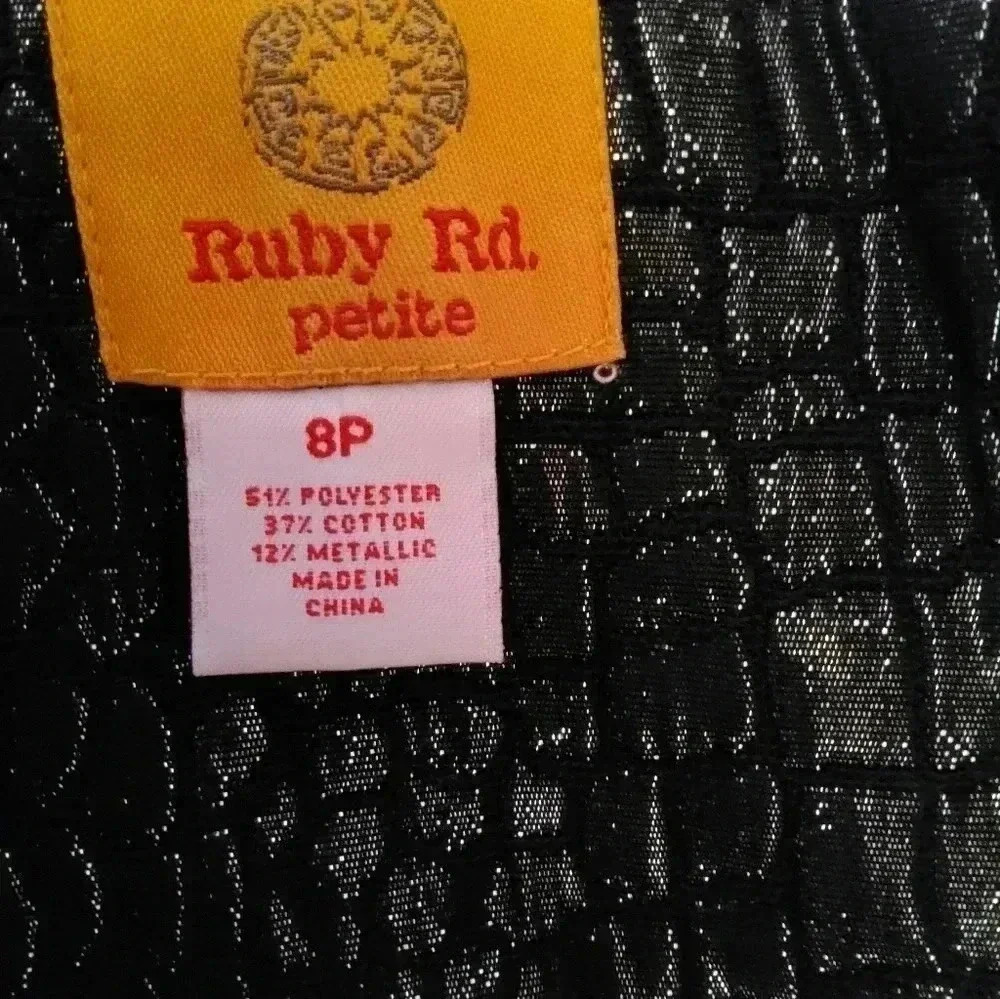 Ruby Rd.
petite
8P
51% POLYESTER
37% COTTON
12% METALLIC
MADE IN
CHINA